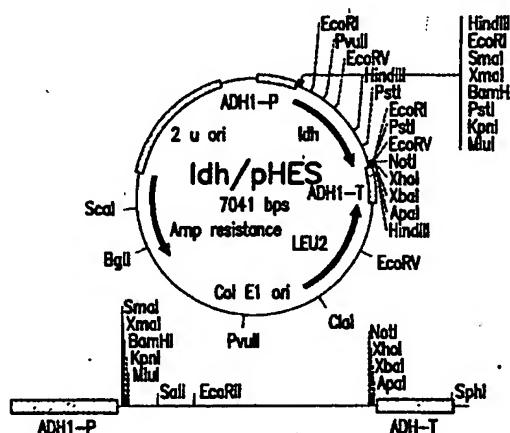 EcoRI
PvuII
EcoRV
HindIII
PstI
EcoRI
PstI
EcoRV
NotI
XhoI
XbaI
ApaI
HindIII
HindIII
EcoRI
SmaI
XmaI
BamHI
PstI
KpnI
MluI
ADH1-P
2 u ori
ldh
ldh/pHES
7041 bps
ADH1-T
ScaI
Amp resistance
LEU2
BglI
EcoRV
Col E1 ori
PvuII
ClaI
SmaI
XmaI
BamHI
KpnI
MluI
SalI
EcoRII
NotI
XhoI
XbaI
ApaI
SphI
ADH1-P
ADH-T